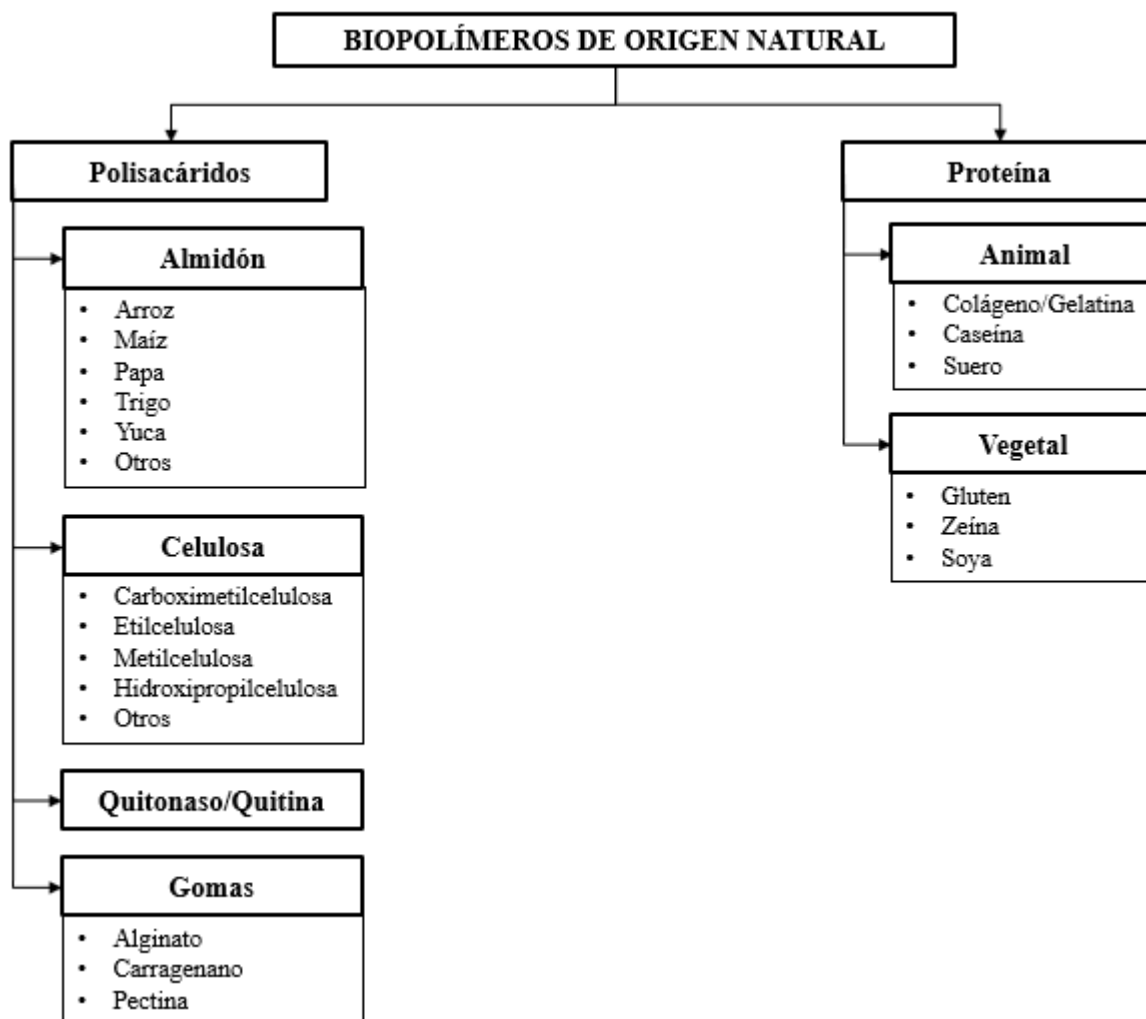 BIOPOLÍMEROS DE ORIGEN NATURAL
Polisacáridos
Almidón
• Arroz
• Maíz
• Papa
• Trigo
• Yuca
• Otros
Celulosa
• Carboximetilcelulosa
• Etilcelulosa
• Metilcelulosa
• Hidroxipropilcelulosa
• Otros
Quitonaso/Quitina
Gomas
• Alginato
• Carragenano
• Pectina
Proteína
Animal
• Colágeno/Gelatina
• Caseína
• Suero
Vegetal
• Gluten
• Zeína
• Soya